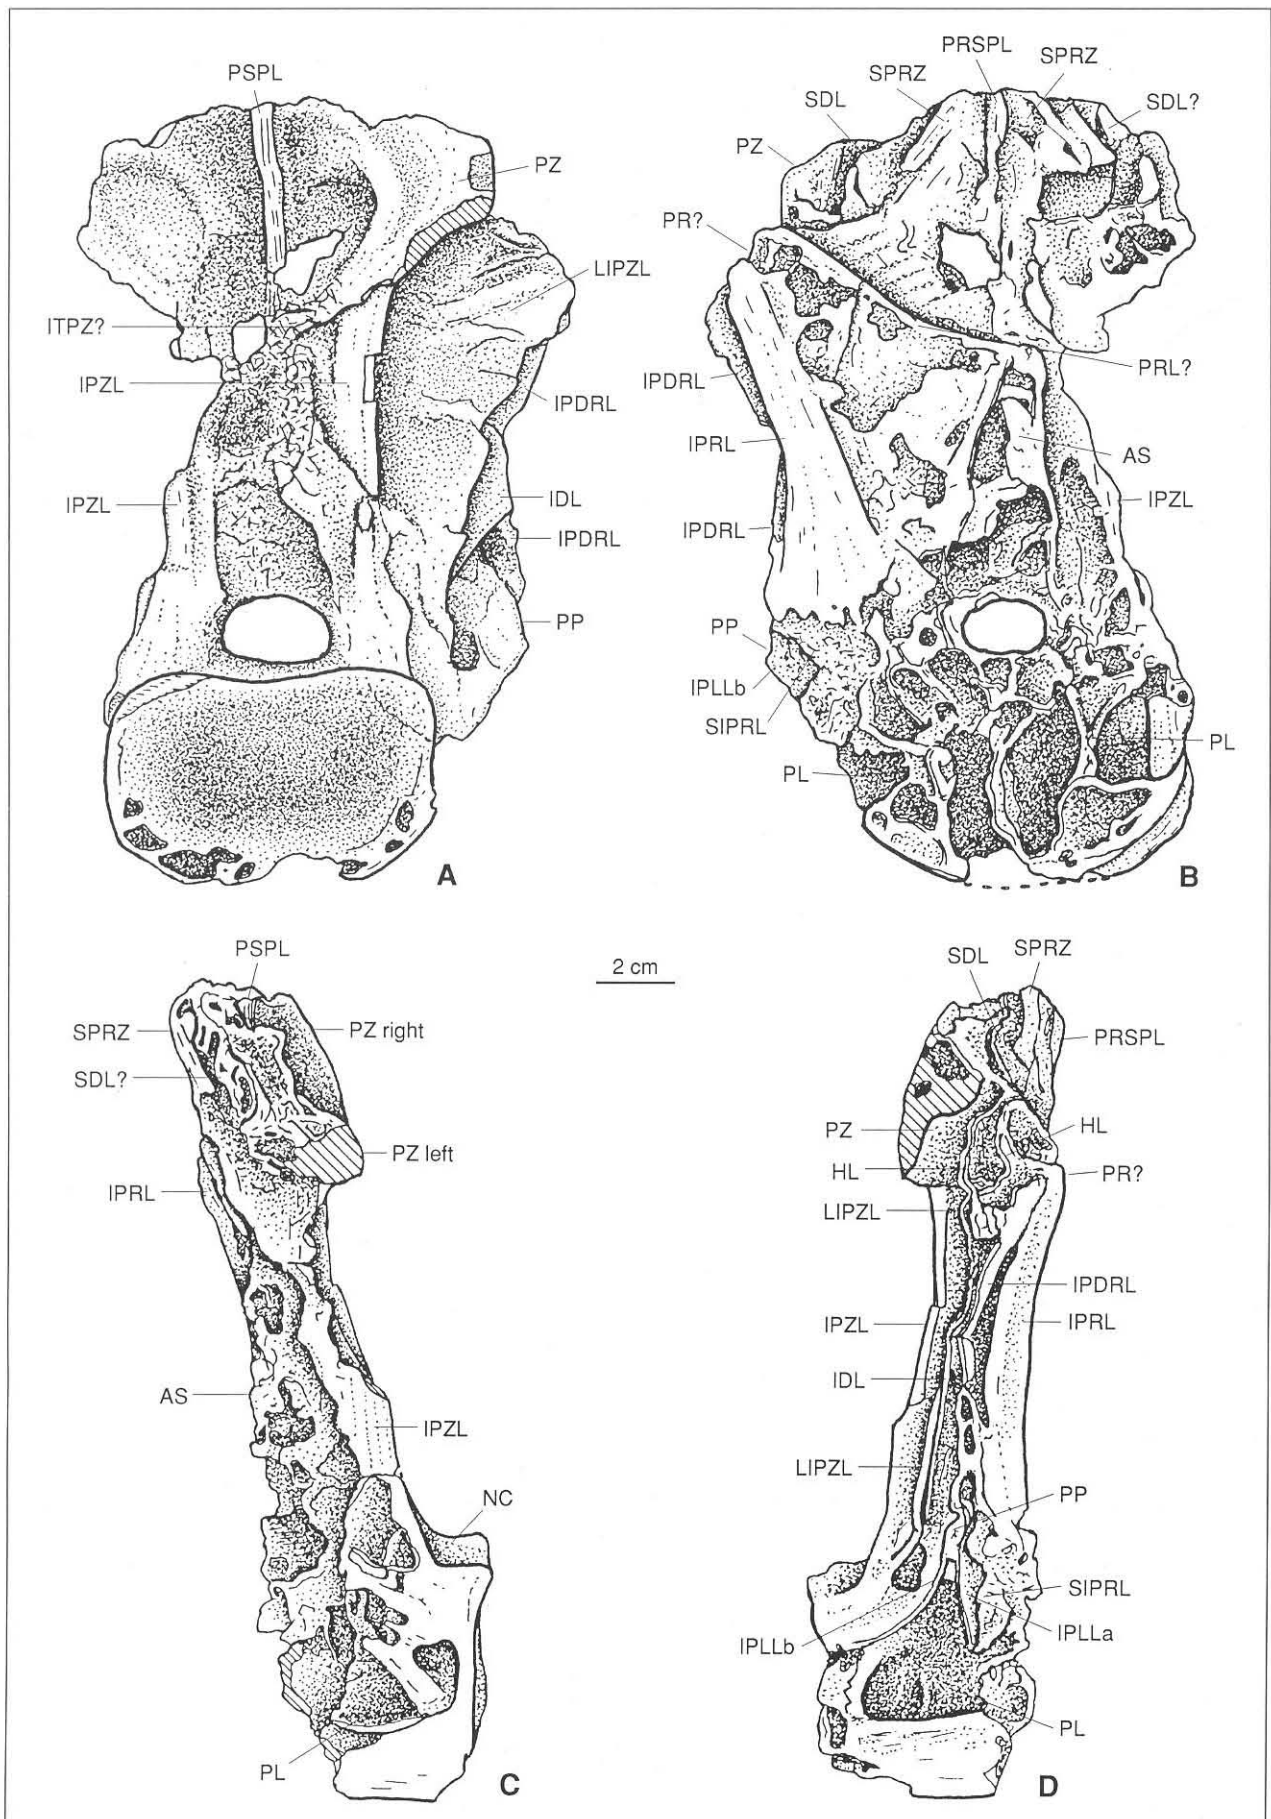 PSPL
PZ
LIPZL
ITPZ?
IPZL
IPDRL
IPZL
IDL
IPDRL
PP
A
PRSPL
SPRZ
SPRZ
SDL
SDL?
PZ
PR?
IPDRL
PRL?
IPRL
AS
IPZL
IPDRL
PP
IPLLb
SIPRL
PL
PL
B
2 cm
PSPL
SPRZ
PZ right
SDL?
PZ left
IPRL
AS
IPZL
NC
PL
C
SDL
SPRZ
PRSPL
PZ
HL
HL
PR?
LIPZL
IPDRL
IPZL
IPRL
IDL
LIPZL
PP
SIPRL
IPLLb
IPLLa
PL
D